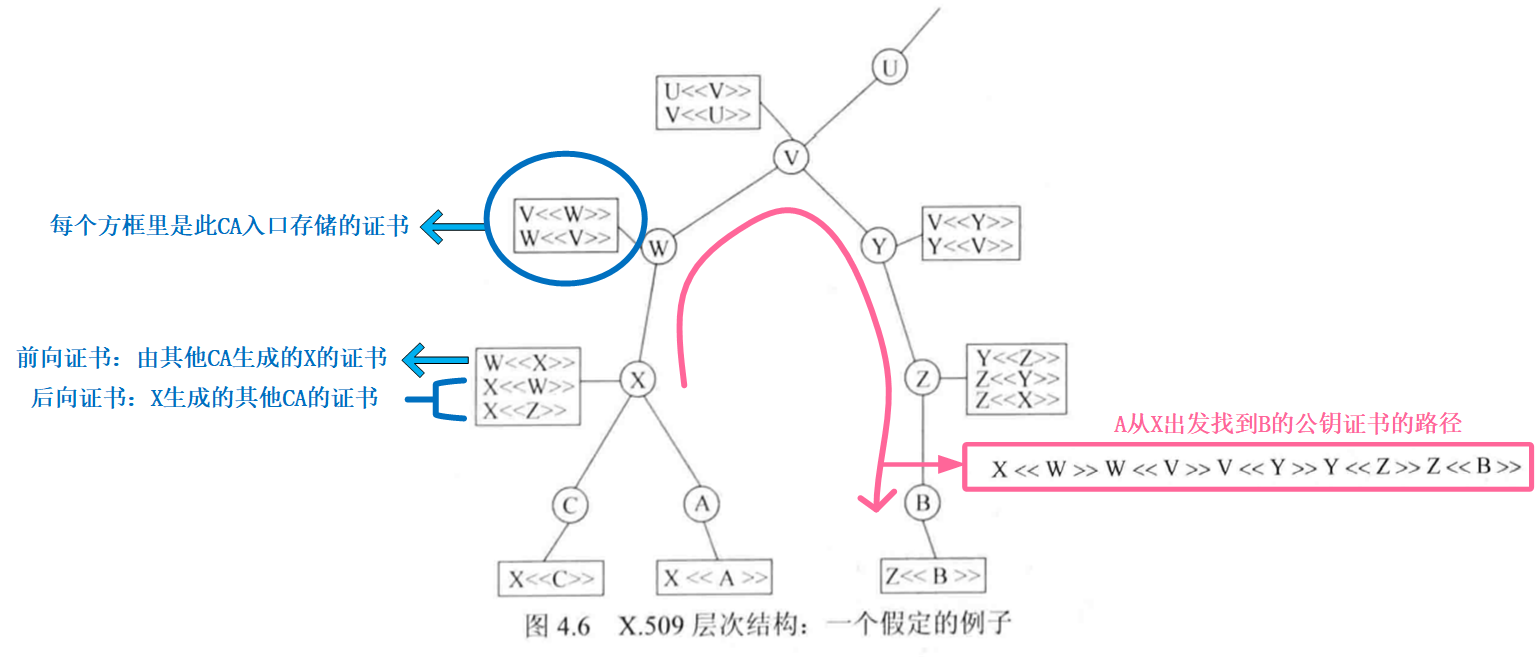 U
U<<V>>
V<<U>>
V
每个方框里是此CA入口存储的证书
V<<W>>
W<<V>>
W
Y
V<<Y>>
Y<<V>>
前向证书：由其他CA生成的X的证书
后向证书：X生成的其他CA的证书
W<<X>>
X<<W>>
X<<Z>>
X
Z
Y<<Z>>
Z<<Y>>
Z<<X>>
A从X出发找到B的公钥证书的路径
X << W >> W << V >> V << Y >> Y << Z >> Z << B >>
C
A
B
X<<C>>
X << A >>
Z<< B >>
图 4.6 X.509 层次结构：一个假定的例子